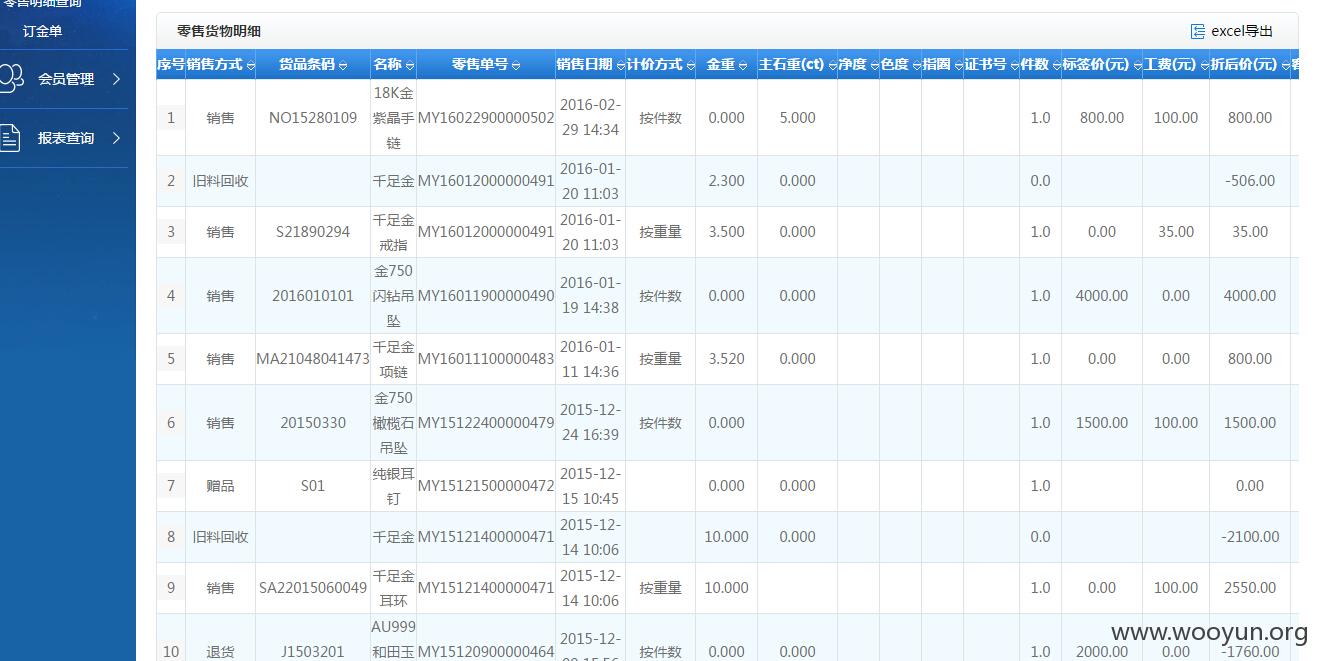 零售明细查询
订金单
会员管理
报表查询
零售货物明细
excel导出
序号 销售方式 货品条码 名称 零售单号 销售日期 计价方式 金重 主石重(ct) 净度 色度 指圈 证书号 件数 标签价(元) 工费(元) 折后价(元)
1 销售 NO15280109 18K金紫晶手链 MY16022900000502 2016-02-29 14:34 按件数 0.000 5.000 1.0 800.00 100.00 800.00
2 旧料回收 千足金 MY16012000000491 2016-01-20 11:03 2.300 0.000 0.0 -506.00
3 销售 S21890294 千足金戒指 MY16012000000491 2016-01-20 11:03 按重量 3.500 0.000 1.0 0.00 35.00 35.00
4 销售 2016010101 金750闪钻吊坠 MY16011900000490 2016-01-19 14:38 按件数 0.000 0.000 1.0 4000.00 0.00 4000.00
5 销售 MA21048041473 千足金项链 MY16011100000483 2016-01-11 14:36 按重量 3.520 0.000 1.0 0.00 0.00 800.00
6 销售 20150330 金750橄榄石吊坠 MY15122400000479 2015-12-24 16:39 按件数 0.000 1.0 1500.00 100.00 1500.00
7 赠品 S01 纯银耳钉 MY15121500000472 2015-12-15 10:45 0.000 0.000 1.0 0.00
8 旧料回收 千足金 MY15121400000471 2015-12-14 10:06 10.000 0.000 0.0 -2100.00
9 销售 SA22015060049 千足金耳环 MY15121400000471 2015-12-14 10:06 按重量 10.000 1.0 0.00 100.00 2550.00
10 退货 J1503201 AU999和田玉 MY15120900000464 2015-12- 按件数 0.000 0.000 1.0 2000.00 0.00 -1760.00
www.wooyun.org